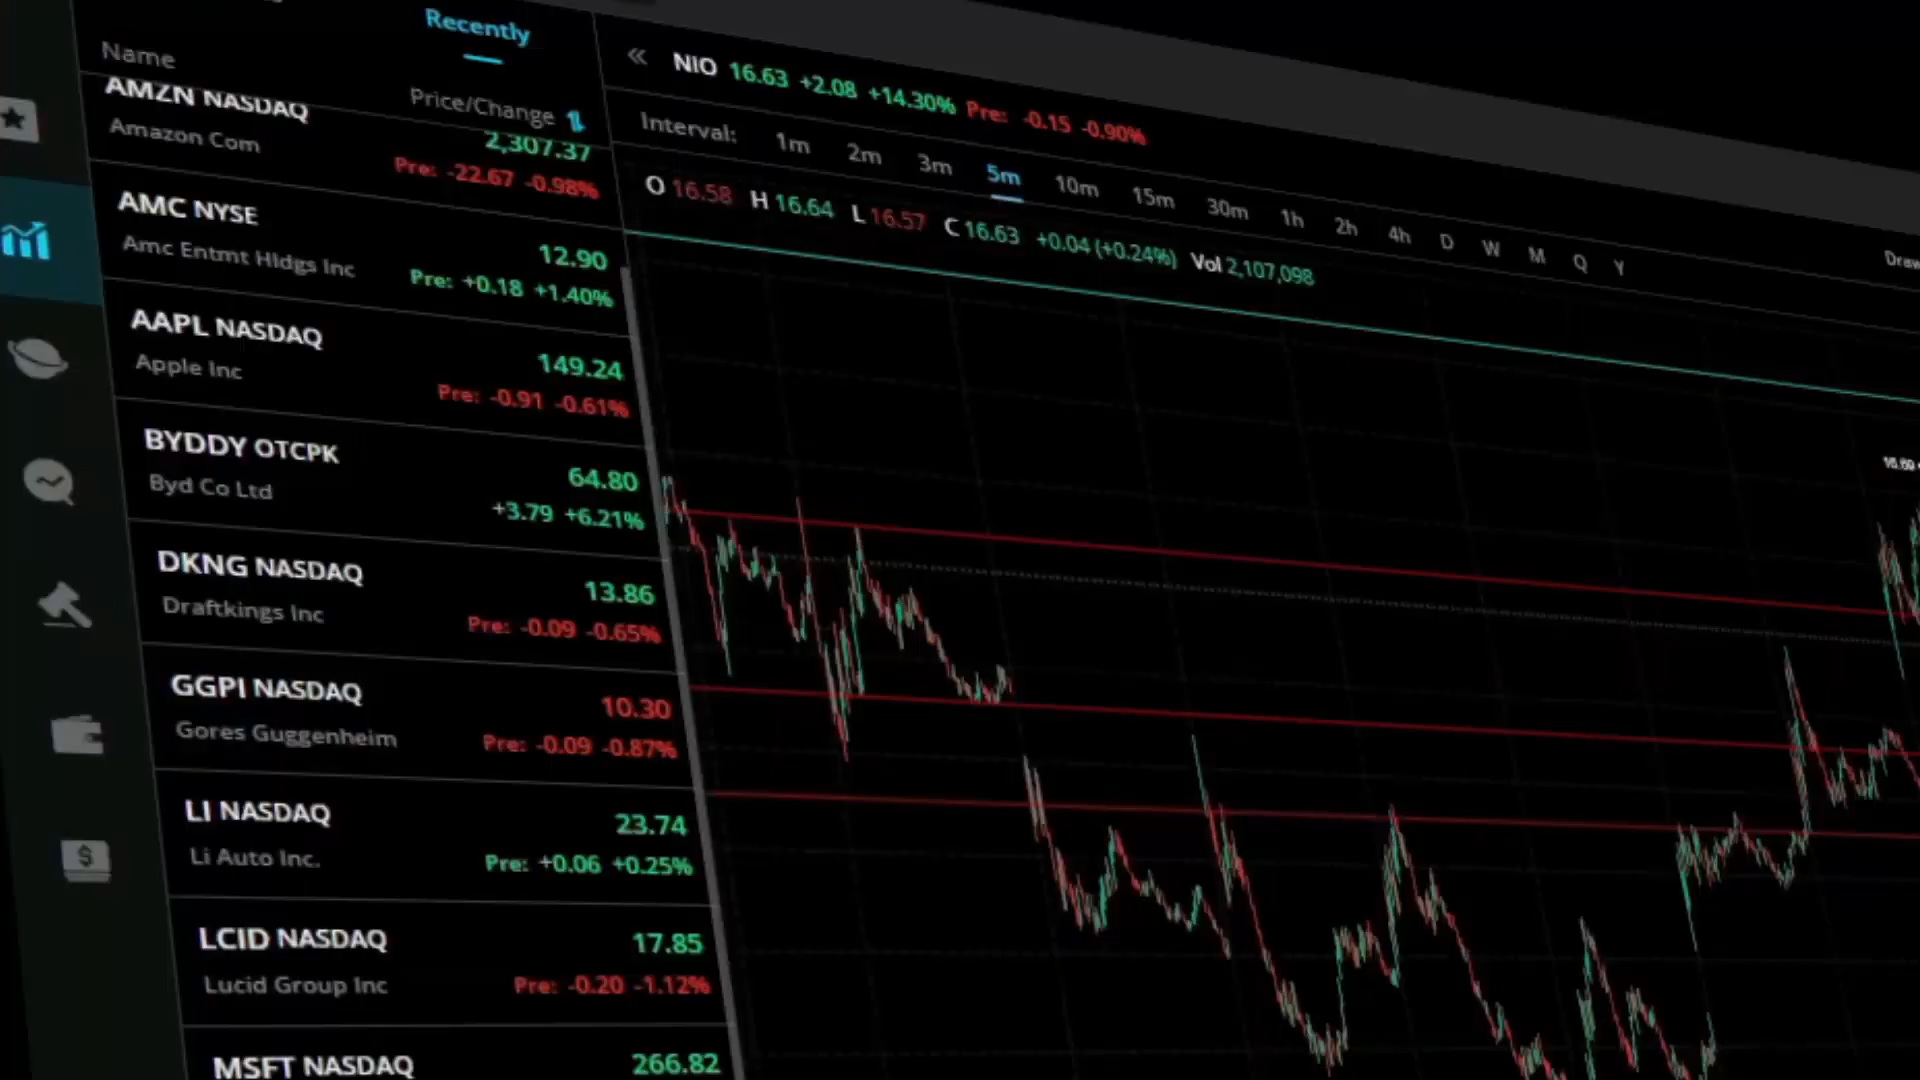 Recently
Name
Price/Change
AMZN NASDAQ
2,307.37
Amazon Com
Pre: -22.67 -0.98%
AMC NYSE
12.90
Amc Entmt Hldgs Inc
Pre: +0.18 +1.40%
AAPL NASDAQ
149.24
Apple Inc
Pre: -0.91 -0.61%
BYDDY OTCPK
64.80
Byd Co Ltd
+3.79 +6.21%
DKNG NASDAQ
13.86
Draftkings Inc
Pre: -0.09 -0.65%
GGPI NASDAQ
10.30
Gores Guggenheim
Pre: -0.09 -0.87%
LI NASDAQ
23.74
Li Auto Inc.
Pre: +0.06 +0.25%
LCID NASDAQ
17.85
Lucid Group Inc
Pre: -0.20 -1.12%
MSFT NASDAQ
266.82
« NIO 16.63 +2.08 +14.30% Pre: -0.15 -0.90%
Interval: 1m 2m 3m 5m 10m 15m 30m 1h 2h 4h D W M Q Y
Draw
O 16.58 H 16.64 L 16.57 C 16.63 +0.04 (+0.24%) Vol 2,107,098
$